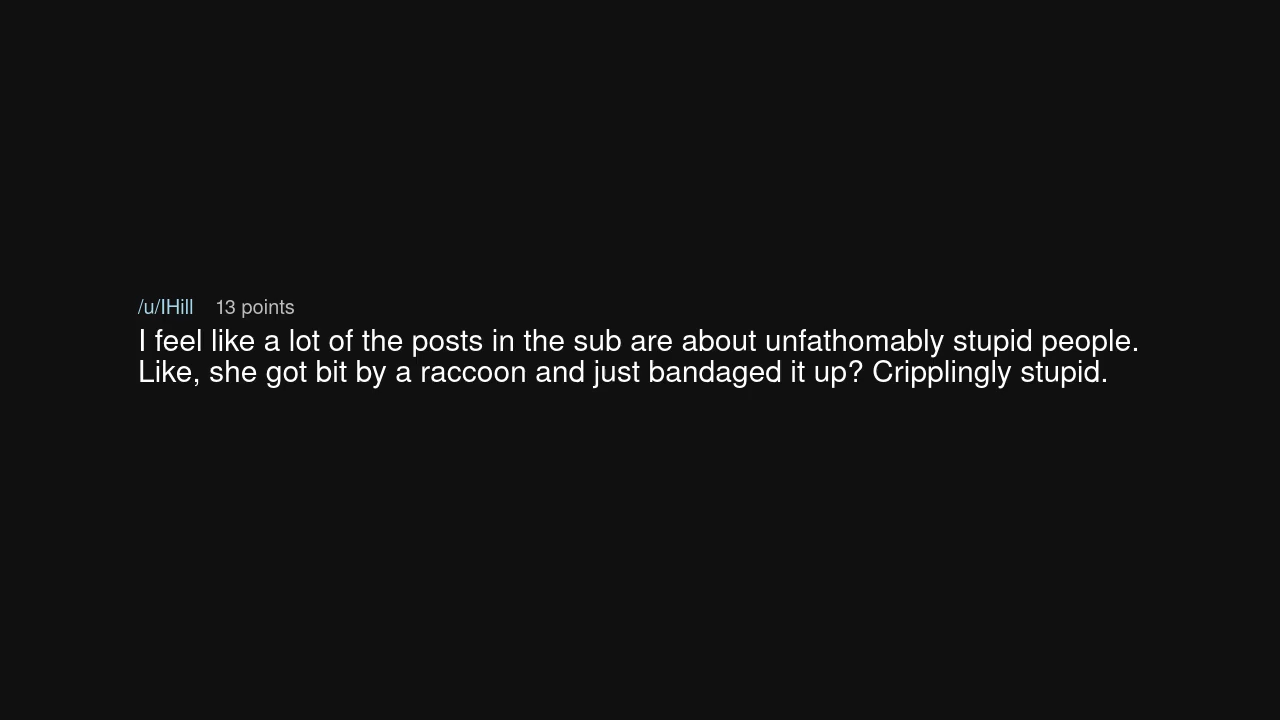 /u/IHill 13 points
I feel like a lot of the posts in the sub are about unfathomably stupid people.
Like, she got bit by a raccoon and just bandaged it up? Cripplingly stupid.